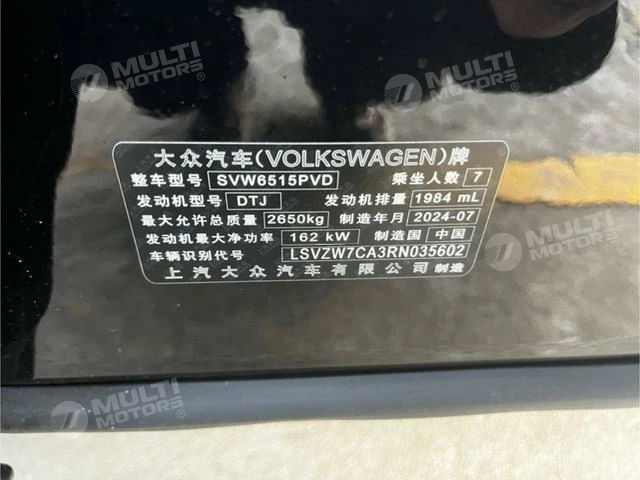 MULTI MOTORS®
MULTI MOTORS®
大众汽车(VOLKSWAGEN)牌
整车型号 SVW6515PVD 乘坐人数 7
发动机型号 DTJ 发动机排量 1984 mL
最大允许总质量 2650kg 制造年月 2024-07
发动机最大净功率 162 kW 制造国 中国
车辆识别代号 LSVZW7CA3RN035602
上汽大众汽车有限公司 制造
MULTI MOTORS®
MULTI MOTORS®